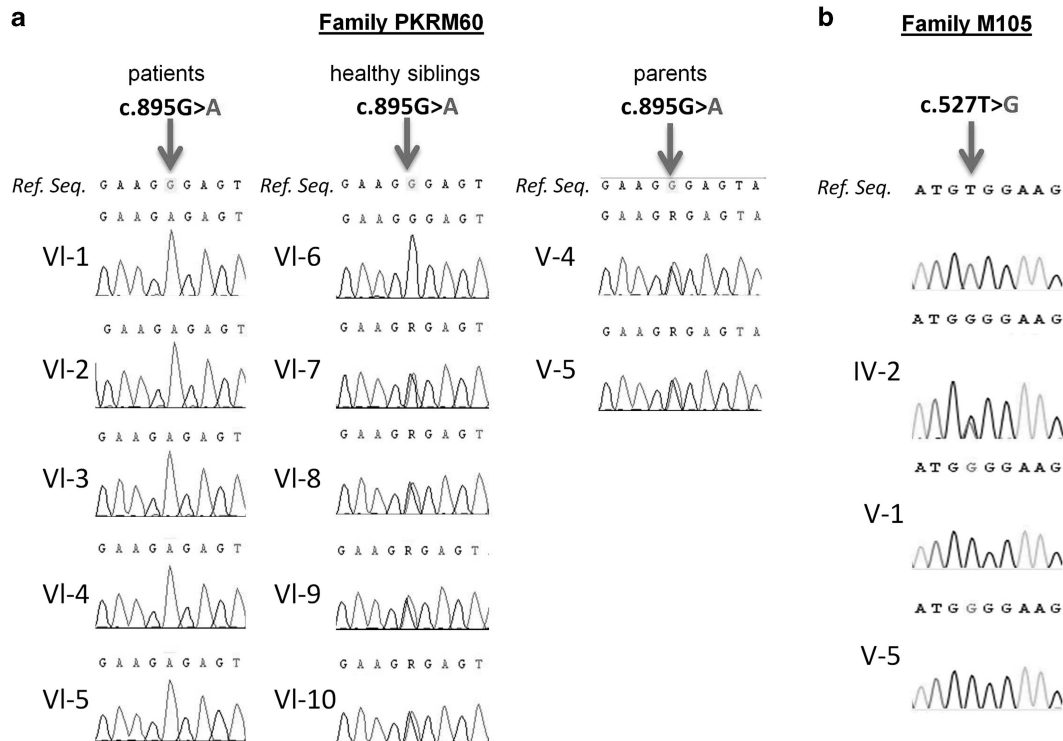 a
Family PKRM60
patients
c.895G>A
Ref. Seq. G A A G G G A G T
G A A G A G A G T
VI-1
G A A G A G A G T
VI-2
G A A G A G A G T
VI-3
G A A G A G A G T
VI-4
G A A G A G A G T
VI-5
healthy siblings
c.895G>A
Ref. Seq. G A A G G G A G T
G A A G G G A G T
VI-6
G A A G R G A G T
VI-7
G A A G R G A G T
VI-8
G A A G R G A G T
VI-9
G A A G R G A G T
VI-10
parents
c.895G>A
G A A G G G A G T A
G A A G R G A G T A
V-4
G A A G R G A G T A
V-5
b
Family M105
c.527T>G
Ref. Seq. A T G T G G A A G
A T G G G G A A G
IV-2
A T G G G G A A G
V-1
A T G G G G A A G
V-5